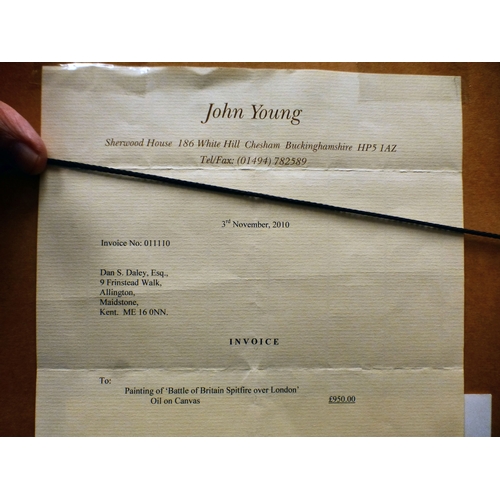 John Young
Sherwood House 186 White Hill Chesham Buckinghamshire HP5 1AZ
Tel/Fax: (01494) 782589
3rd November, 2010
Invoice No: 011110
Dan S. Daley, Esq.,
9 Frinstead Walk,
Allington,
Maidstone,
Kent. ME 16 0NN.
INVOICE
To:
Painting of 'Battle of Britain Spitfire over London'
Oil on Canvas £950.00